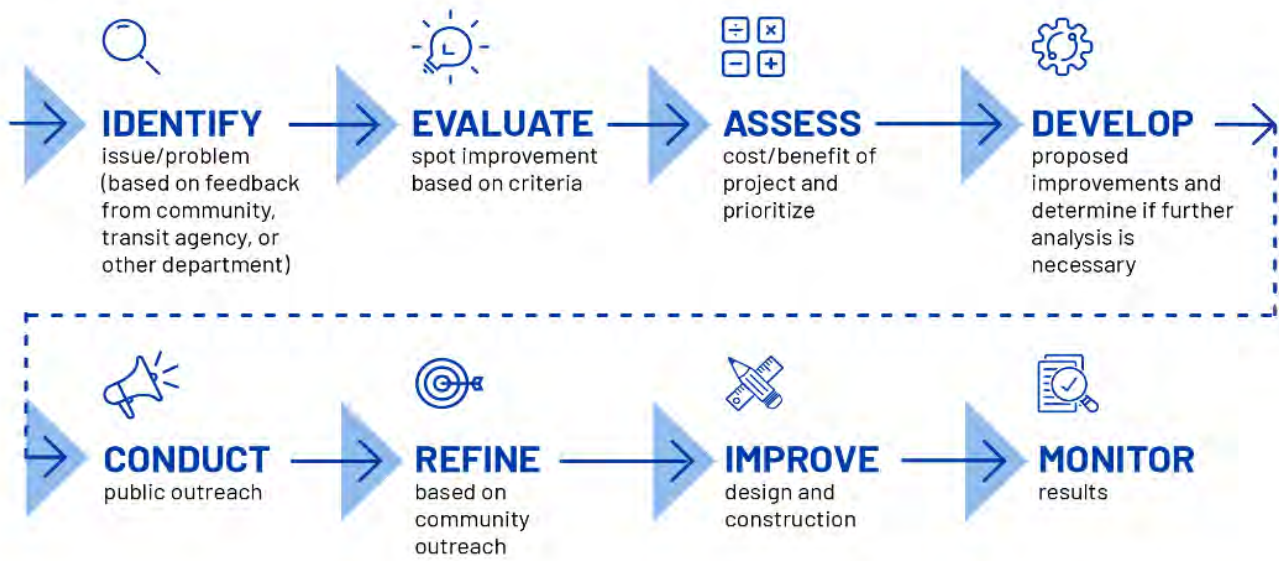 IDENTIFY
issue/problem
(based on feedback
from community,
transit agency, or
other department)
EVALUATE
spot improvement
based on criteria
ASSESS
cost/benefit of
project and
prioritize
DEVELOP
proposed
improvements and
determine if further
analysis is
necessary
CONDUCT
public outreach
REFINE
based on
community
outreach
IMPROVE
design and
construction
MONITOR
results